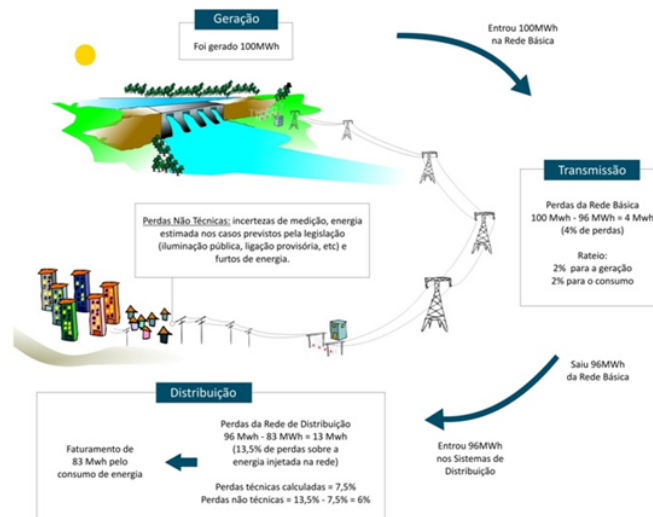 Geração
Foi gerado 100MWh
Entrou 100MWh
na Rede Básica
Transmissão
Perdas da Rede Básica
100 Mwh - 96 MWh = 4 Mwh
(4% de perdas)
Rateio:
2% para a geração
2% para o consumo
Perdas Não Técnicas: incertezas de medição, energia
estimada nos casos previstos pela legislação
(iluminação pública, ligação provisória, etc) e
furtos de energia.
Saiu 96MWh
da Rede Básica
Entrou 96MWh
nos Sistemas de
Distribuição
Distribuição
Perdas da Rede de Distribuição
96 Mwh - 83 MWh = 13 Mwh
(13,5% de perdas sobre a
energia injetada na rede)
Perdas técnicas calculadas = 7,5%
Perdas não técnicas = 13,5% - 7,5% = 6%
Faturamento de
83 Mwh pelo
consumo de energia